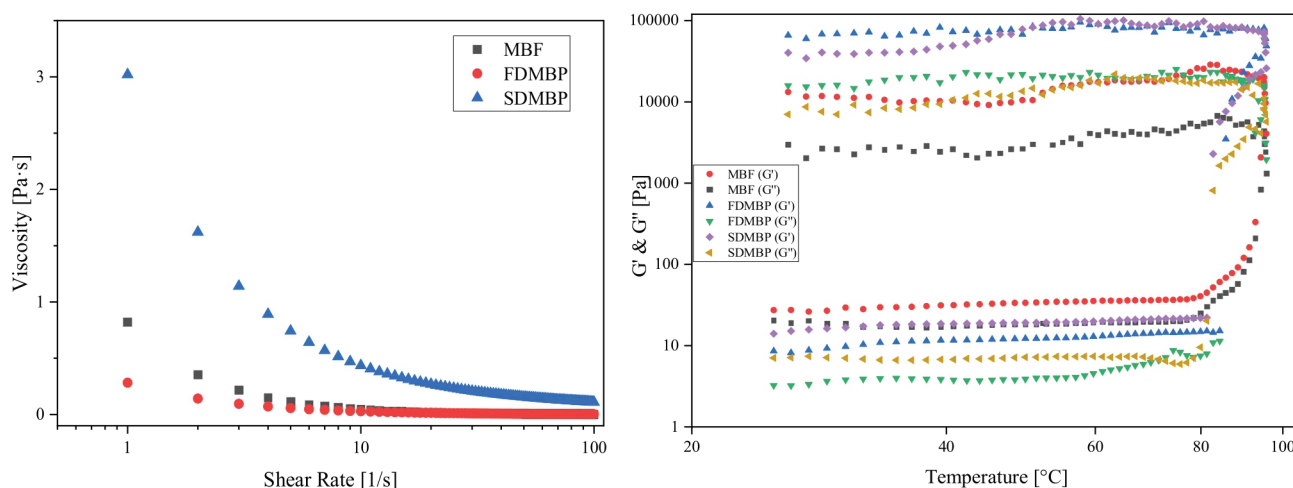 3
2
1
0
1
10
100
Viscosity [Pa·s]
Shear Rate [1/s]
MBF
FDMBP
SDMBP
100000
10000
1000
100
10
1
20
40
60
80
100
G' & G'' [Pa]
Temperature [°C]
MBF (G')
MBF (G'')
FDMBP (G')
FDMBP (G'')
SDMBP (G')
SDMBP (G'')